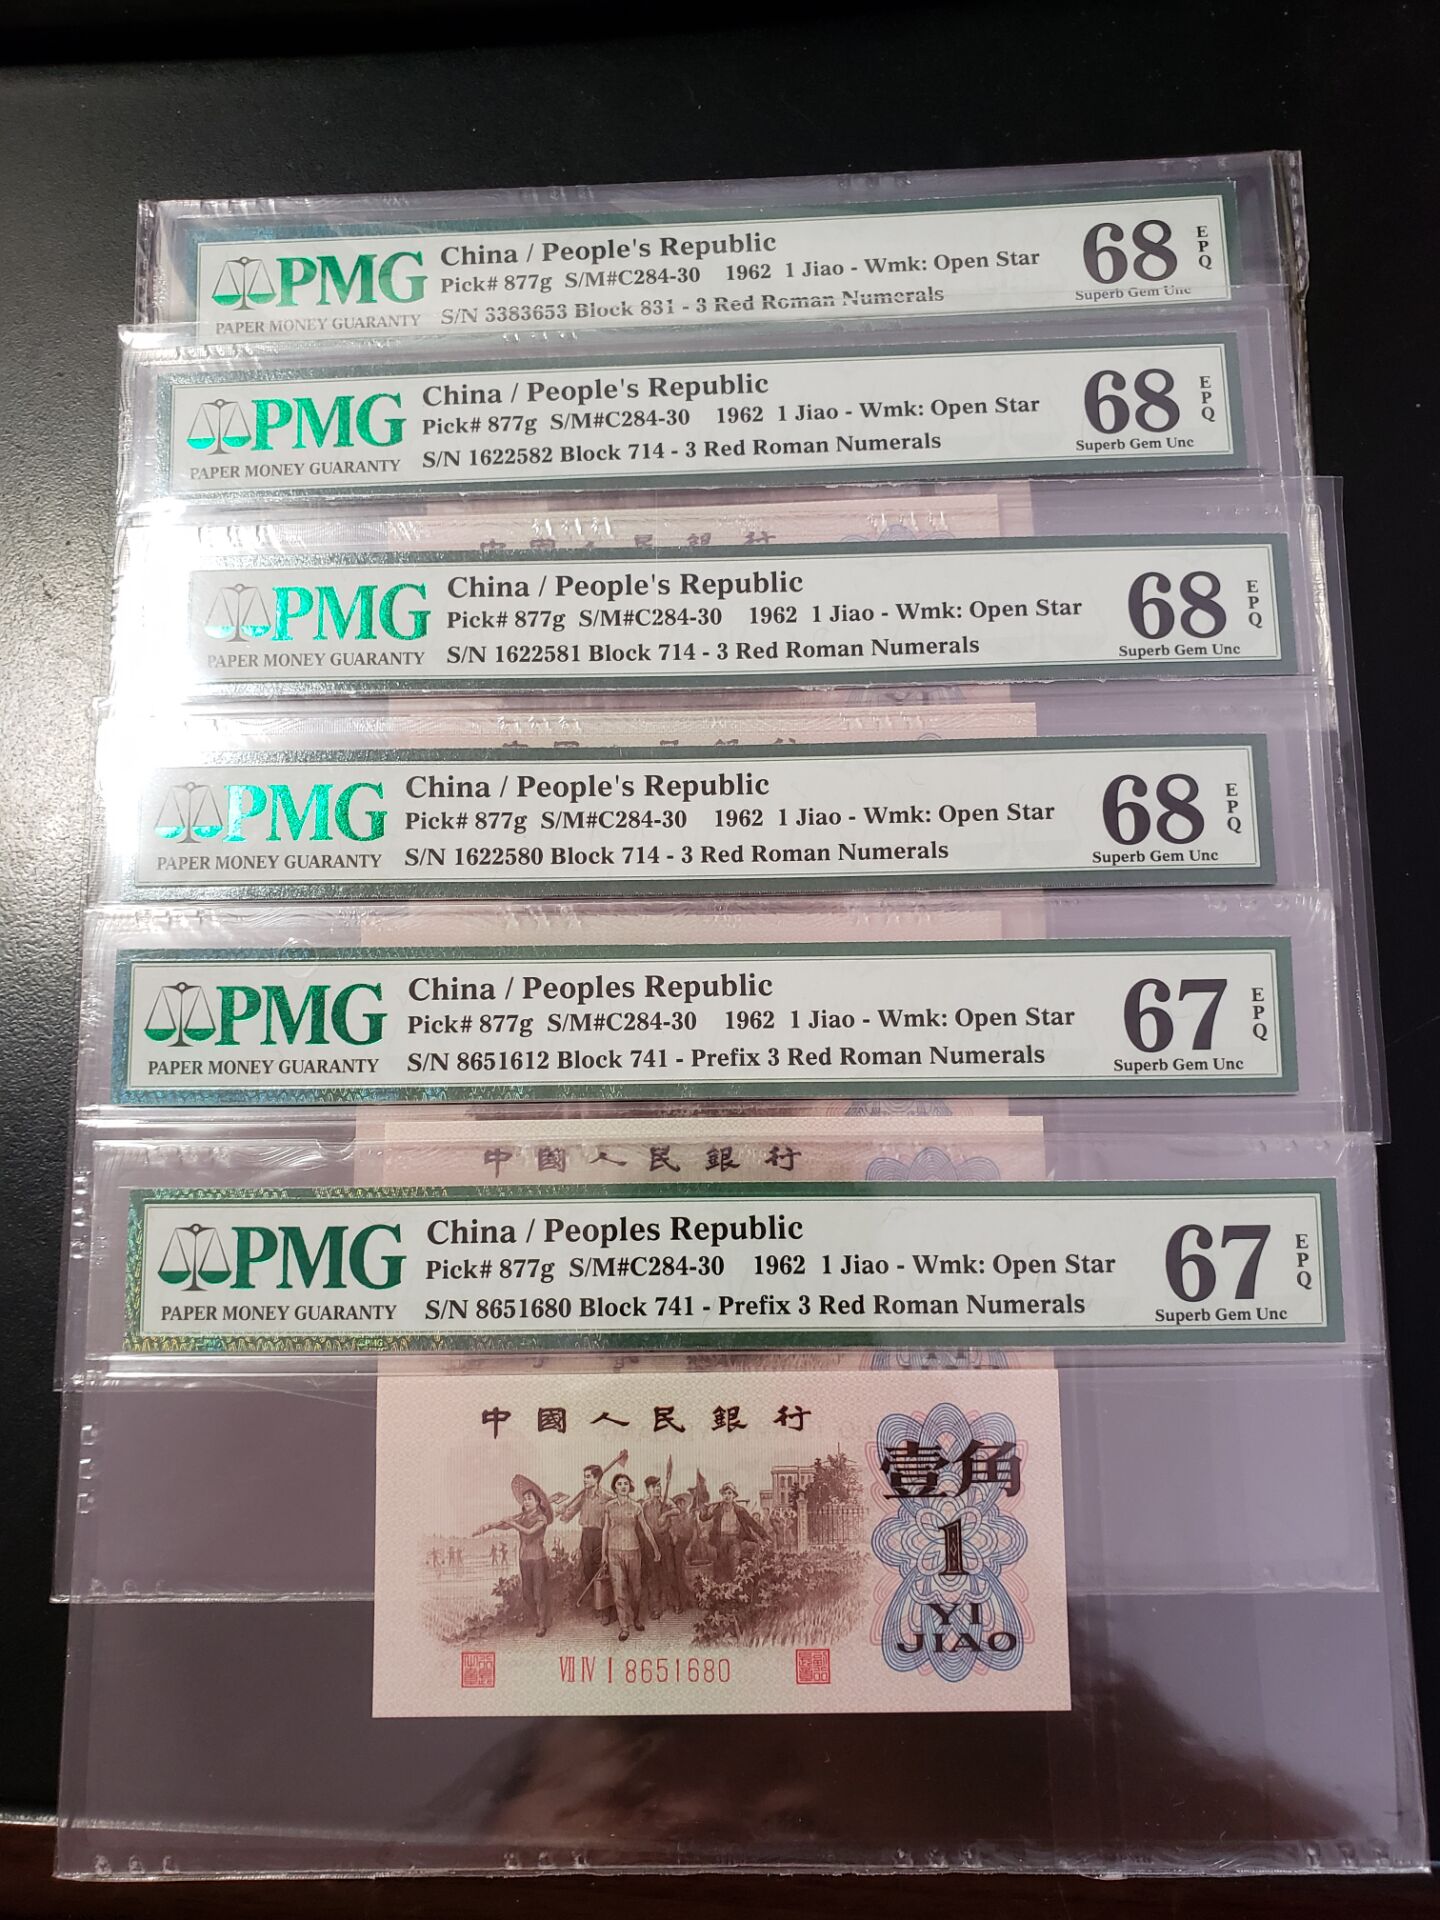 PMG
PAPER MONEY GUARANTY
China / People's Republic
Pick# 877g S/M#C284-30 1962 1 Jiao - Wmk: Open Star
S/N 3383653 Block 831 - 3 Red Roman Numerals
68 EPQ
Superb Gem Unc
PMG
PAPER MONEY GUARANTY
China / People's Republic
Pick# 877g S/M#C284-30 1962 1 Jiao - Wmk: Open Star
S/N 1622582 Block 714 - 3 Red Roman Numerals
68 EPQ
Superb Gem Unc
中國人民銀行
PMG
PAPER MONEY GUARANTY
China / People's Republic
Pick# 877g S/M#C284-30 1962 1 Jiao - Wmk: Open Star
S/N 1622581 Block 714 - 3 Red Roman Numerals
68 EPQ
Superb Gem Unc
PMG
PAPER MONEY GUARANTY
China / People's Republic
Pick# 877g S/M#C284-30 1962 1 Jiao - Wmk: Open Star
S/N 1622580 Block 714 - 3 Red Roman Numerals
68 EPQ
Superb Gem Unc
PMG
PAPER MONEY GUARANTY
China / Peoples Republic
Pick# 877g S/M#C284-30 1962 1 Jiao - Wmk: Open Star
S/N 8651612 Block 741 - Prefix 3 Red Roman Numerals
67 EPQ
Superb Gem Unc
中國人民銀行
PMG
PAPER MONEY GUARANTY
China / Peoples Republic
Pick# 877g S/M#C284-30 1962 1 Jiao - Wmk: Open Star
S/N 8651680 Block 741 - Prefix 3 Red Roman Numerals
67 EPQ
Superb Gem Unc
中國人民銀行
壹角
1
YI
JIAO
VII IV I 8651680